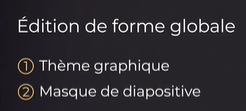 Édition de forme globale
① Thème graphique
② Masque de diapositive